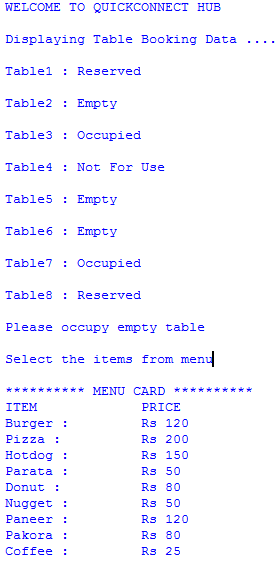 WELCOME TO QUICKCONNECT HUB
Displaying Table Booking Data ....
Table1 : Reserved
Table2 : Empty
Table3 : Occupied
Table4 : Not For Use
Table5 : Empty
Table6 : Empty
Table7 : Occupied
Table8 : Reserved
Please occupy empty table
Select the items from menu
********** MENU CARD **********
ITEM PRICE
Burger : Rs 120
Pizza : Rs 200
Hotdog : Rs 150
Parata : Rs 50
Donut : Rs 80
Nugget : Rs 50
Paneer : Rs 120
Pakora : Rs 80
Coffee : Rs 25